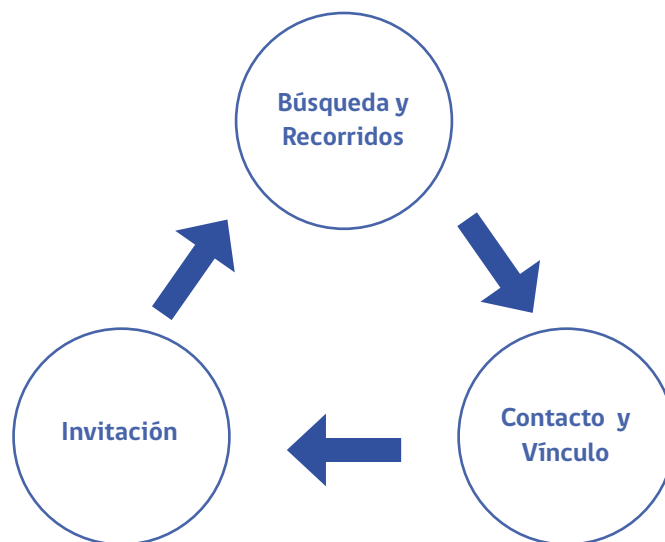 Búsqueda y
Recorridos
Contacto y
Vínculo
Invitación